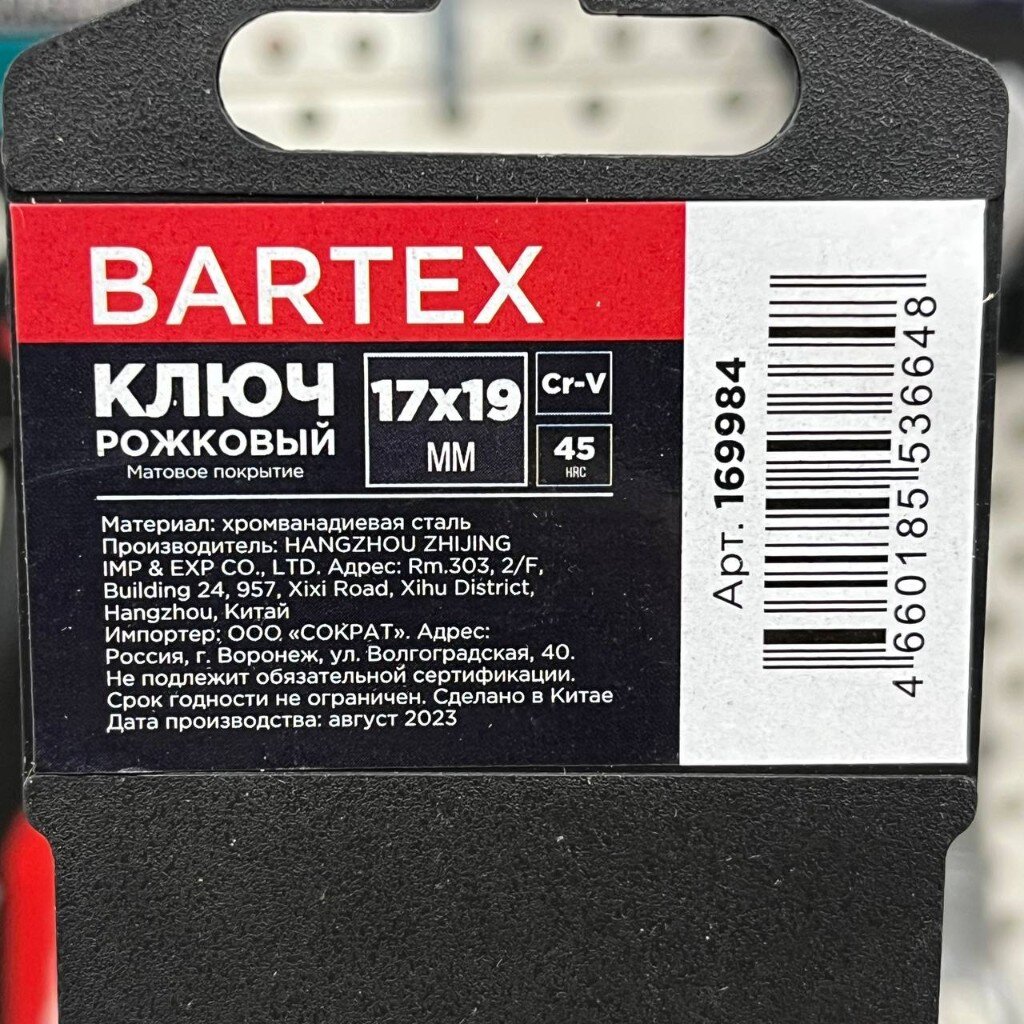 BARTEX
КЛЮЧ
РОЖКОВЫЙ
Матовое покрытие
17x19
ММ
Cr-V
45
HRC
Материал: хромванадиевая сталь
Производитель: HANGZHOU ZHIJING
IMP & EXP CO., LTD. Адрес: Rm.303, 2/F,
Building 24, 957, Xixi Road, Xihu District,
Hangzhou, Китай
Импортер: ООО «СОКРАТ». Адрес:
Россия, г. Воронеж, ул. Волгоградская, 40.
Не подлежит обязательной сертификации.
Срок годности не ограничен. Сделано в Китае
Дата производства: август 2023
Арт. 169984
4 660185 536648